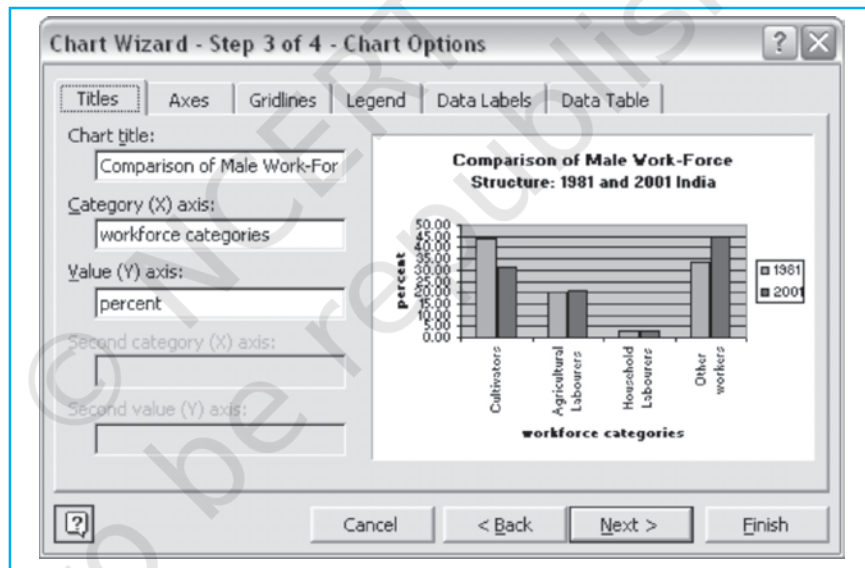 Chart Wizard - Step 3 of 4 - Chart Options
Titles
Axes
Gridlines
Legend
Data Labels
Data Table
Chart title:
Comparison of Male Work-For
Category (X) axis:
workforce categories
Value (Y) axis:
percent
Second category (X) axis:
Second value (Y) axis:
Comparison of Male Work-Force
Structure: 1981 and 2001 India
percent
50.00
45.00
40.00
35.00
30.00
25.00
20.00
15.00
10.00
5.00
0.00
Cultivators
Agricultural
Labourers
Household
Labourers
Other
workers
workforce categories
1981
2001
Cancel
< Back
Next >
Finish
© NCERT
to be republish